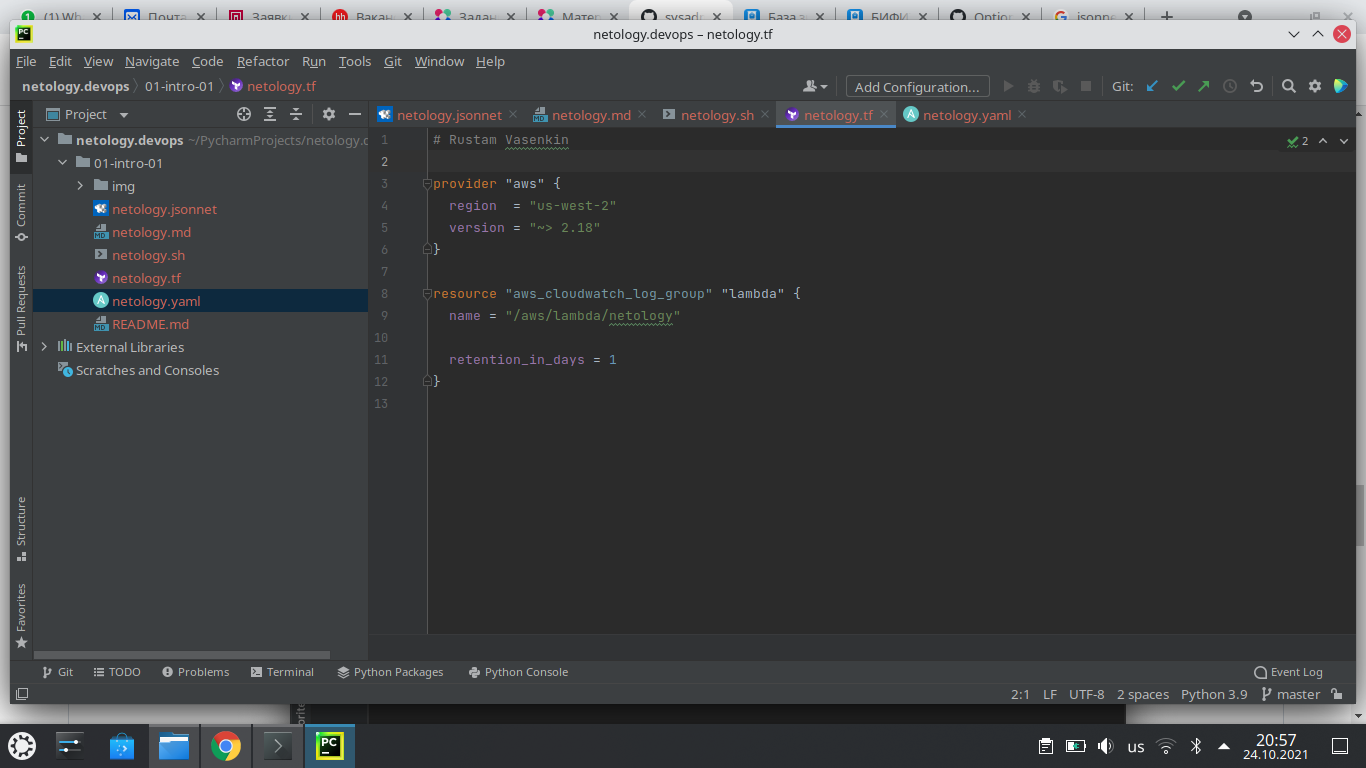 (1) Wh
Почта
Заявк
Вакан
Задан
Матер
sysadr
База з
БИФИ
Option
jsonne
netology.devops – netology.tf
File Edit View Navigate Code Refactor Run Tools Git Window Help
netology.devops 01-intro-01 netology.tf
Add Configuration...
Git:
Project
netology.jsonnet
netology.md
netology.sh
netology.tf
netology.yaml
Project
Commit
Pull Requests
Structure
Favorites
netology.devops ~/PycharmProjects/netology.d
01-intro-01
img
netology.jsonnet
netology.md
netology.sh
netology.tf
netology.yaml
README.md
External Libraries
Scratches and Consoles
1 # Rustam Vasenkin
2
3 provider "aws" {
4   region  = "us-west-2"
5   version = "~> 2.18"
6 }
7
8 resource "aws_cloudwatch_log_group" "lambda" {
9   name = "/aws/lambda/netology"
10
11   retention_in_days = 1
12 }
13
2
Git TODO Problems Terminal Python Packages Python Console Event Log
2:1 LF UTF-8 2 spaces Python 3.9 master
us
20:57
24.10.2021